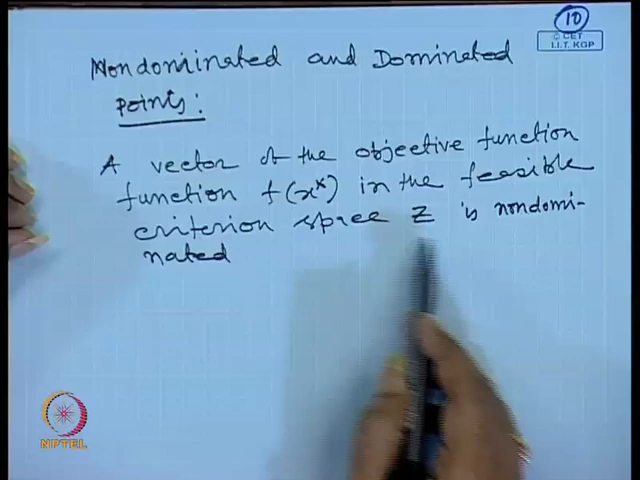 10
© CET
I.I.T. KGP
Nondominated and Dominated
Points:
A vector of the objective function
function f(x*) in the feasible
criterion space Z is nondomi-
nated
NPTEL